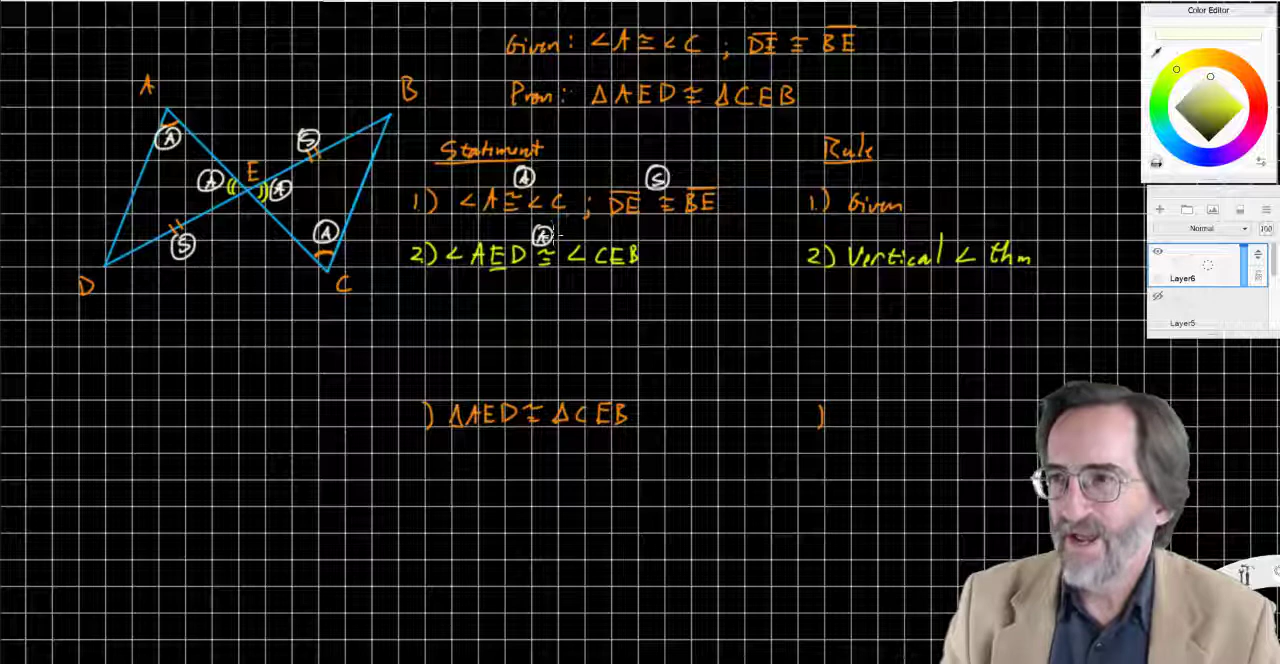 Given: ∠A ≅ ∠C ; DE ≅ BE
Prove: ΔAED ≅ ΔCEB
A
B
E
D
C
A
A
A
A
S
S
Statement
Rule
A
S
1.) ∠A ≅ ∠C ; DE ≅ BE
1.) Given
A
2.) ∠AED ≅ ∠CEB
2) Vertical ∠ thm
) ΔAED ≅ ΔCEB
)
Color Editor
Normal
100
Layer6
Layer5